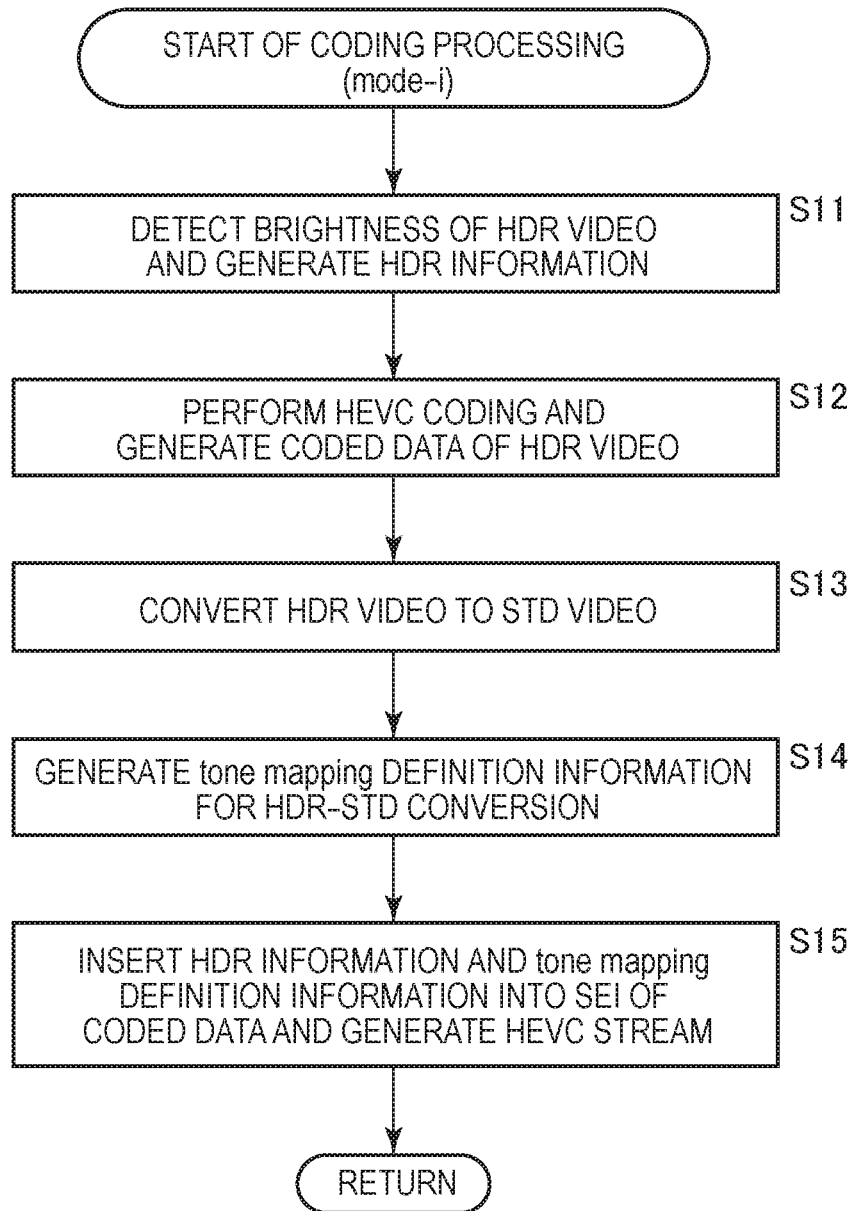 START OF CODING PROCESSING
(mode-i)
S11
DETECT BRIGHTNESS OF HDR VIDEO
AND GENERATE HDR INFORMATION
S12
PERFORM HEVC CODING AND
GENERATE CODED DATA OF HDR VIDEO
S13
CONVERT HDR VIDEO TO STD VIDEO
S14
GENERATE tone mapping DEFINITION INFORMATION
FOR HDR-STD CONVERSION
S15
INSERT HDR INFORMATION AND tone mapping
DEFINITION INFORMATION INTO SEI OF
CODED DATA AND GENERATE HEVC STREAM
RETURN